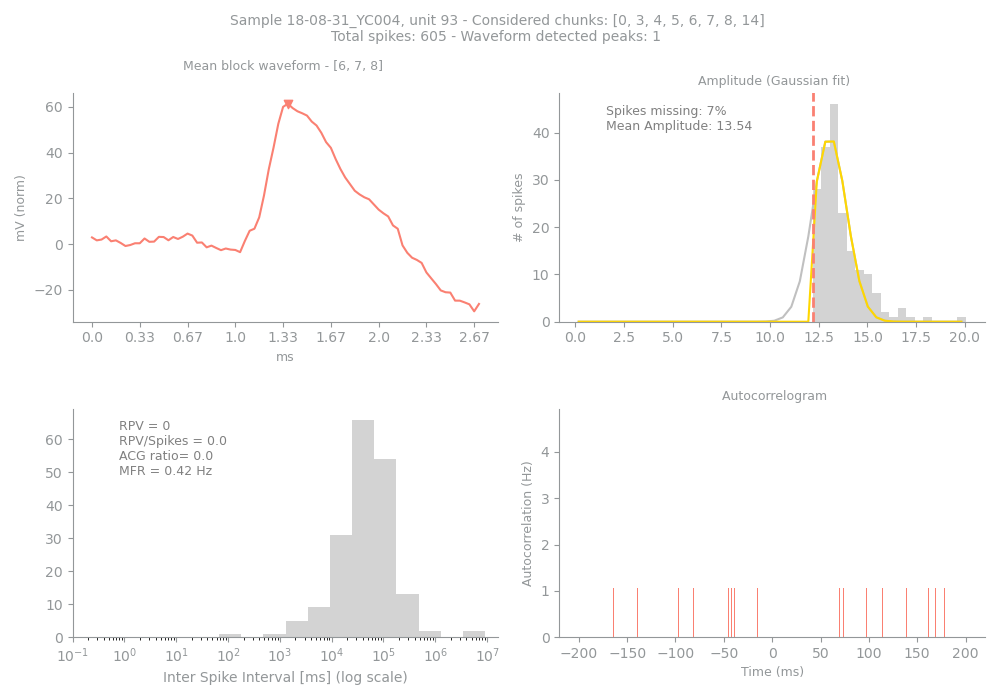 Sample 18-08-31_YC004, unit 93 - Considered chunks: [0, 3, 4, 5, 6, 7, 8, 14]
Total spikes: 605 - Waveform detected peaks: 1
Mean block waveform - [6, 7, 8]
60
40
20
0
−20
mV (norm)
0.0 0.33 0.67 1.0 1.33 1.67 2.0 2.33 2.67
ms
Amplitude (Gaussian fit)
Spikes missing: 7%
Mean Amplitude: 13.54
40
30
20
10
0
# of spikes
0.0 2.5 5.0 7.5 10.0 12.5 15.0 17.5 20.0
RPV = 0
RPV/Spikes = 0.0
ACG ratio= 0.0
MFR = 0.42 Hz
60
50
40
30
20
10
0
10⁻¹ 10⁰ 10¹ 10² 10³ 10⁴ 10⁵ 10⁶ 10⁷
Inter Spike Interval [ms] (log scale)
Autocorrelogram
4
3
2
1
0
Autocorrelation (Hz)
−200 −150 −100 −50 0 50 100 150 200
Time (ms)